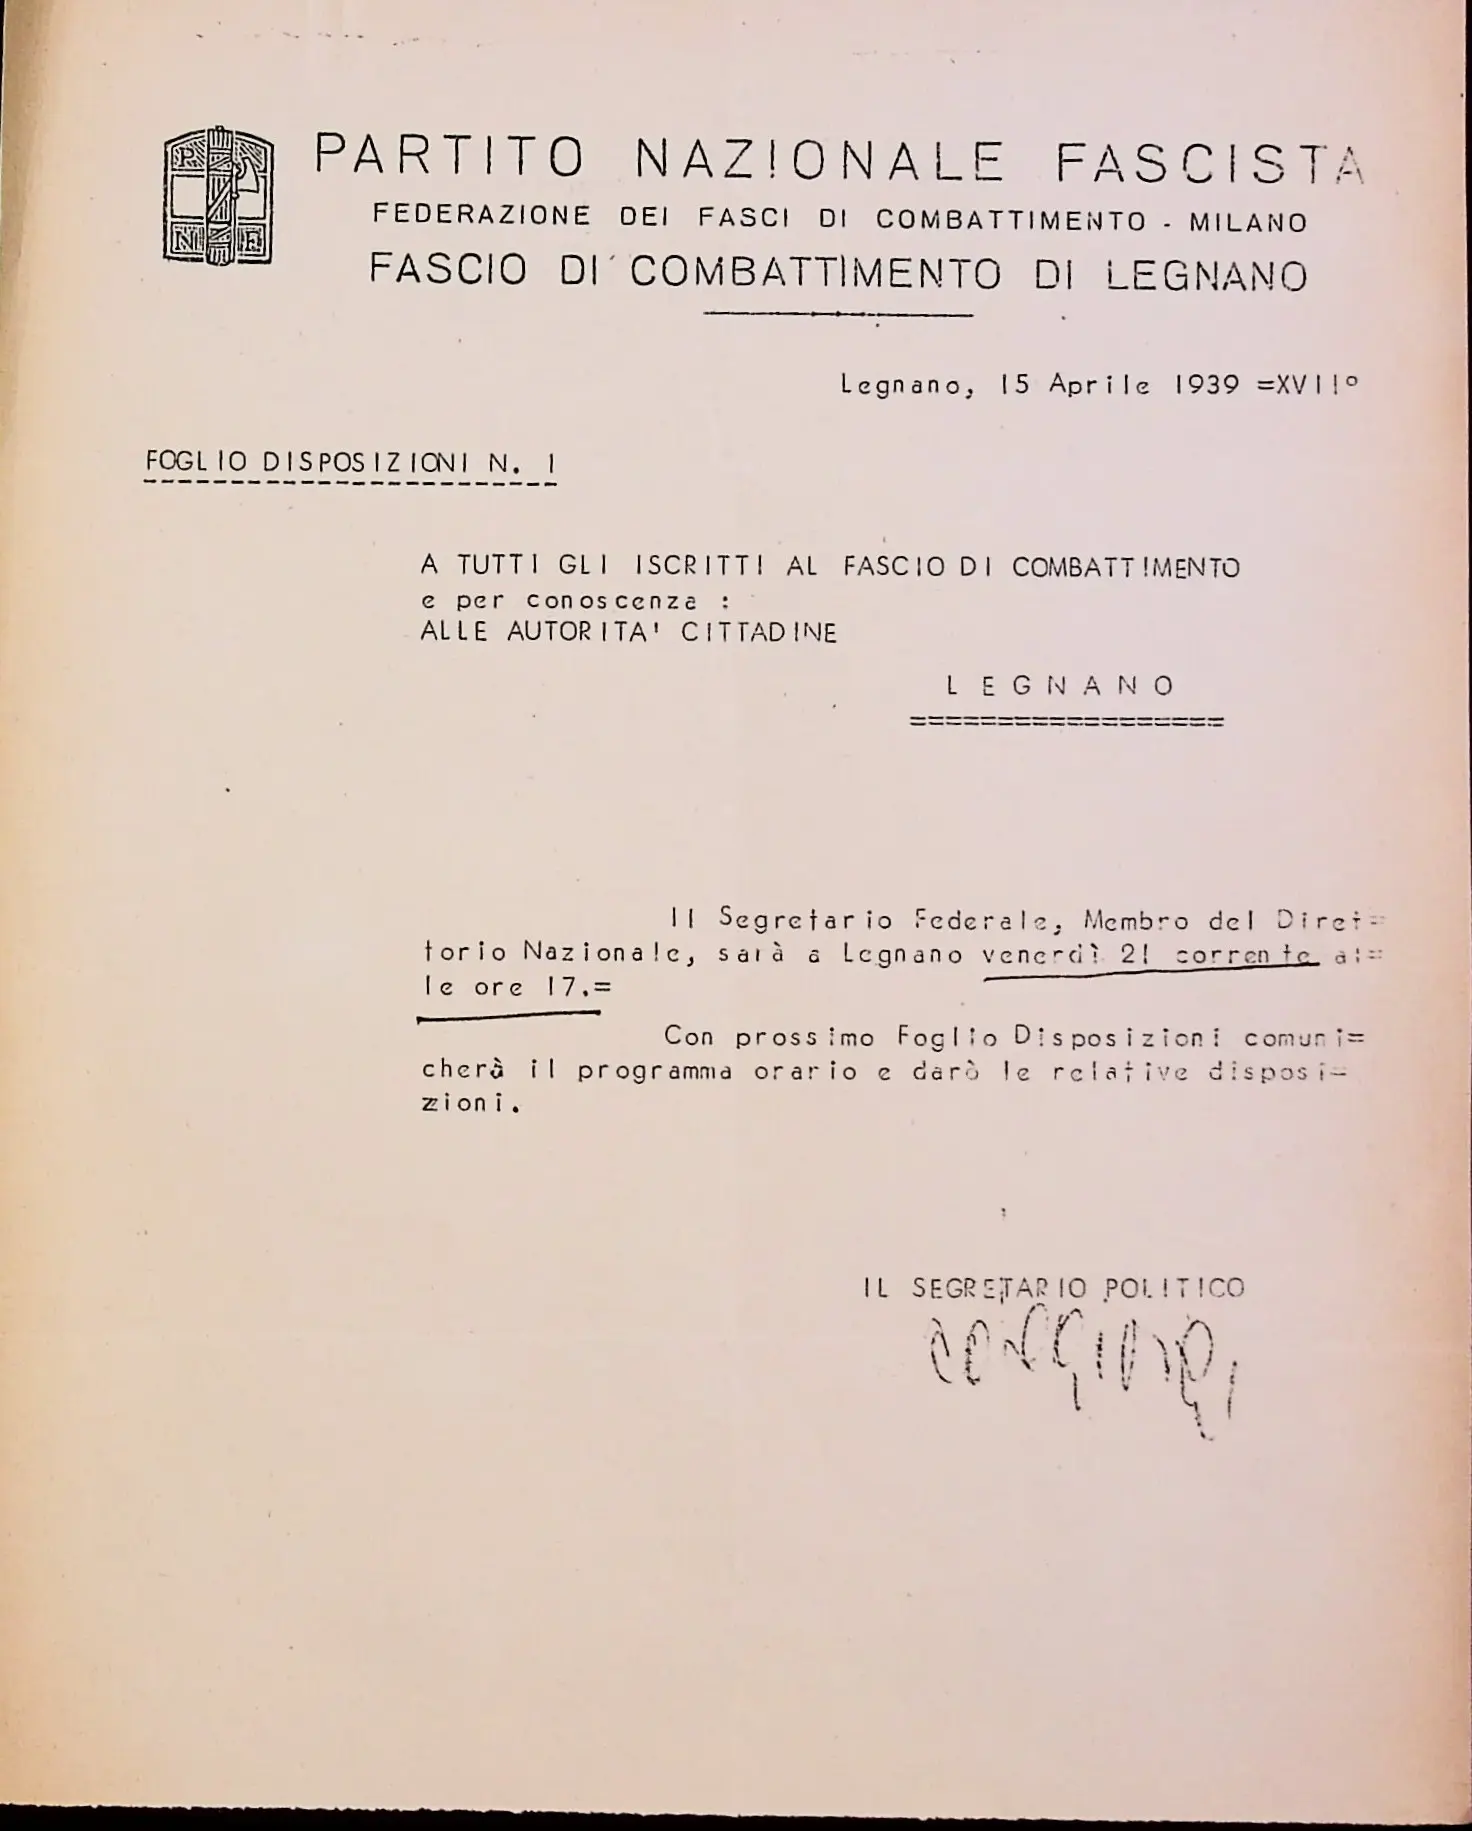 P N F
PARTITO NAZIONALE FASCISTA
FEDERAZIONE DEI FASCI DI COMBATTIMENTO - MILANO
FASCIO DI COMBATTIMENTO DI LEGNANO
Legnano, 15 Aprile 1939 =XVII°
FOGLIO DISPOSIZIONI N. 1
A TUTTI GLI ISCRITTI AL FASCIO DI COMBATTIMENTO
e per conoscenza :
ALLE AUTORITA' CITTADINE
L E G N A N O
==================
Il Segretario Federale, Membro del Diret=
torio Nazionale, sarà a Legnano venerdì 21 corrente al=
le ore 17.=
Con prossimo Foglio Disposizioni comuni=
cherà il programma orario e darò le relative disposi=
zioni.
IL SEGRETARIO POLITICO